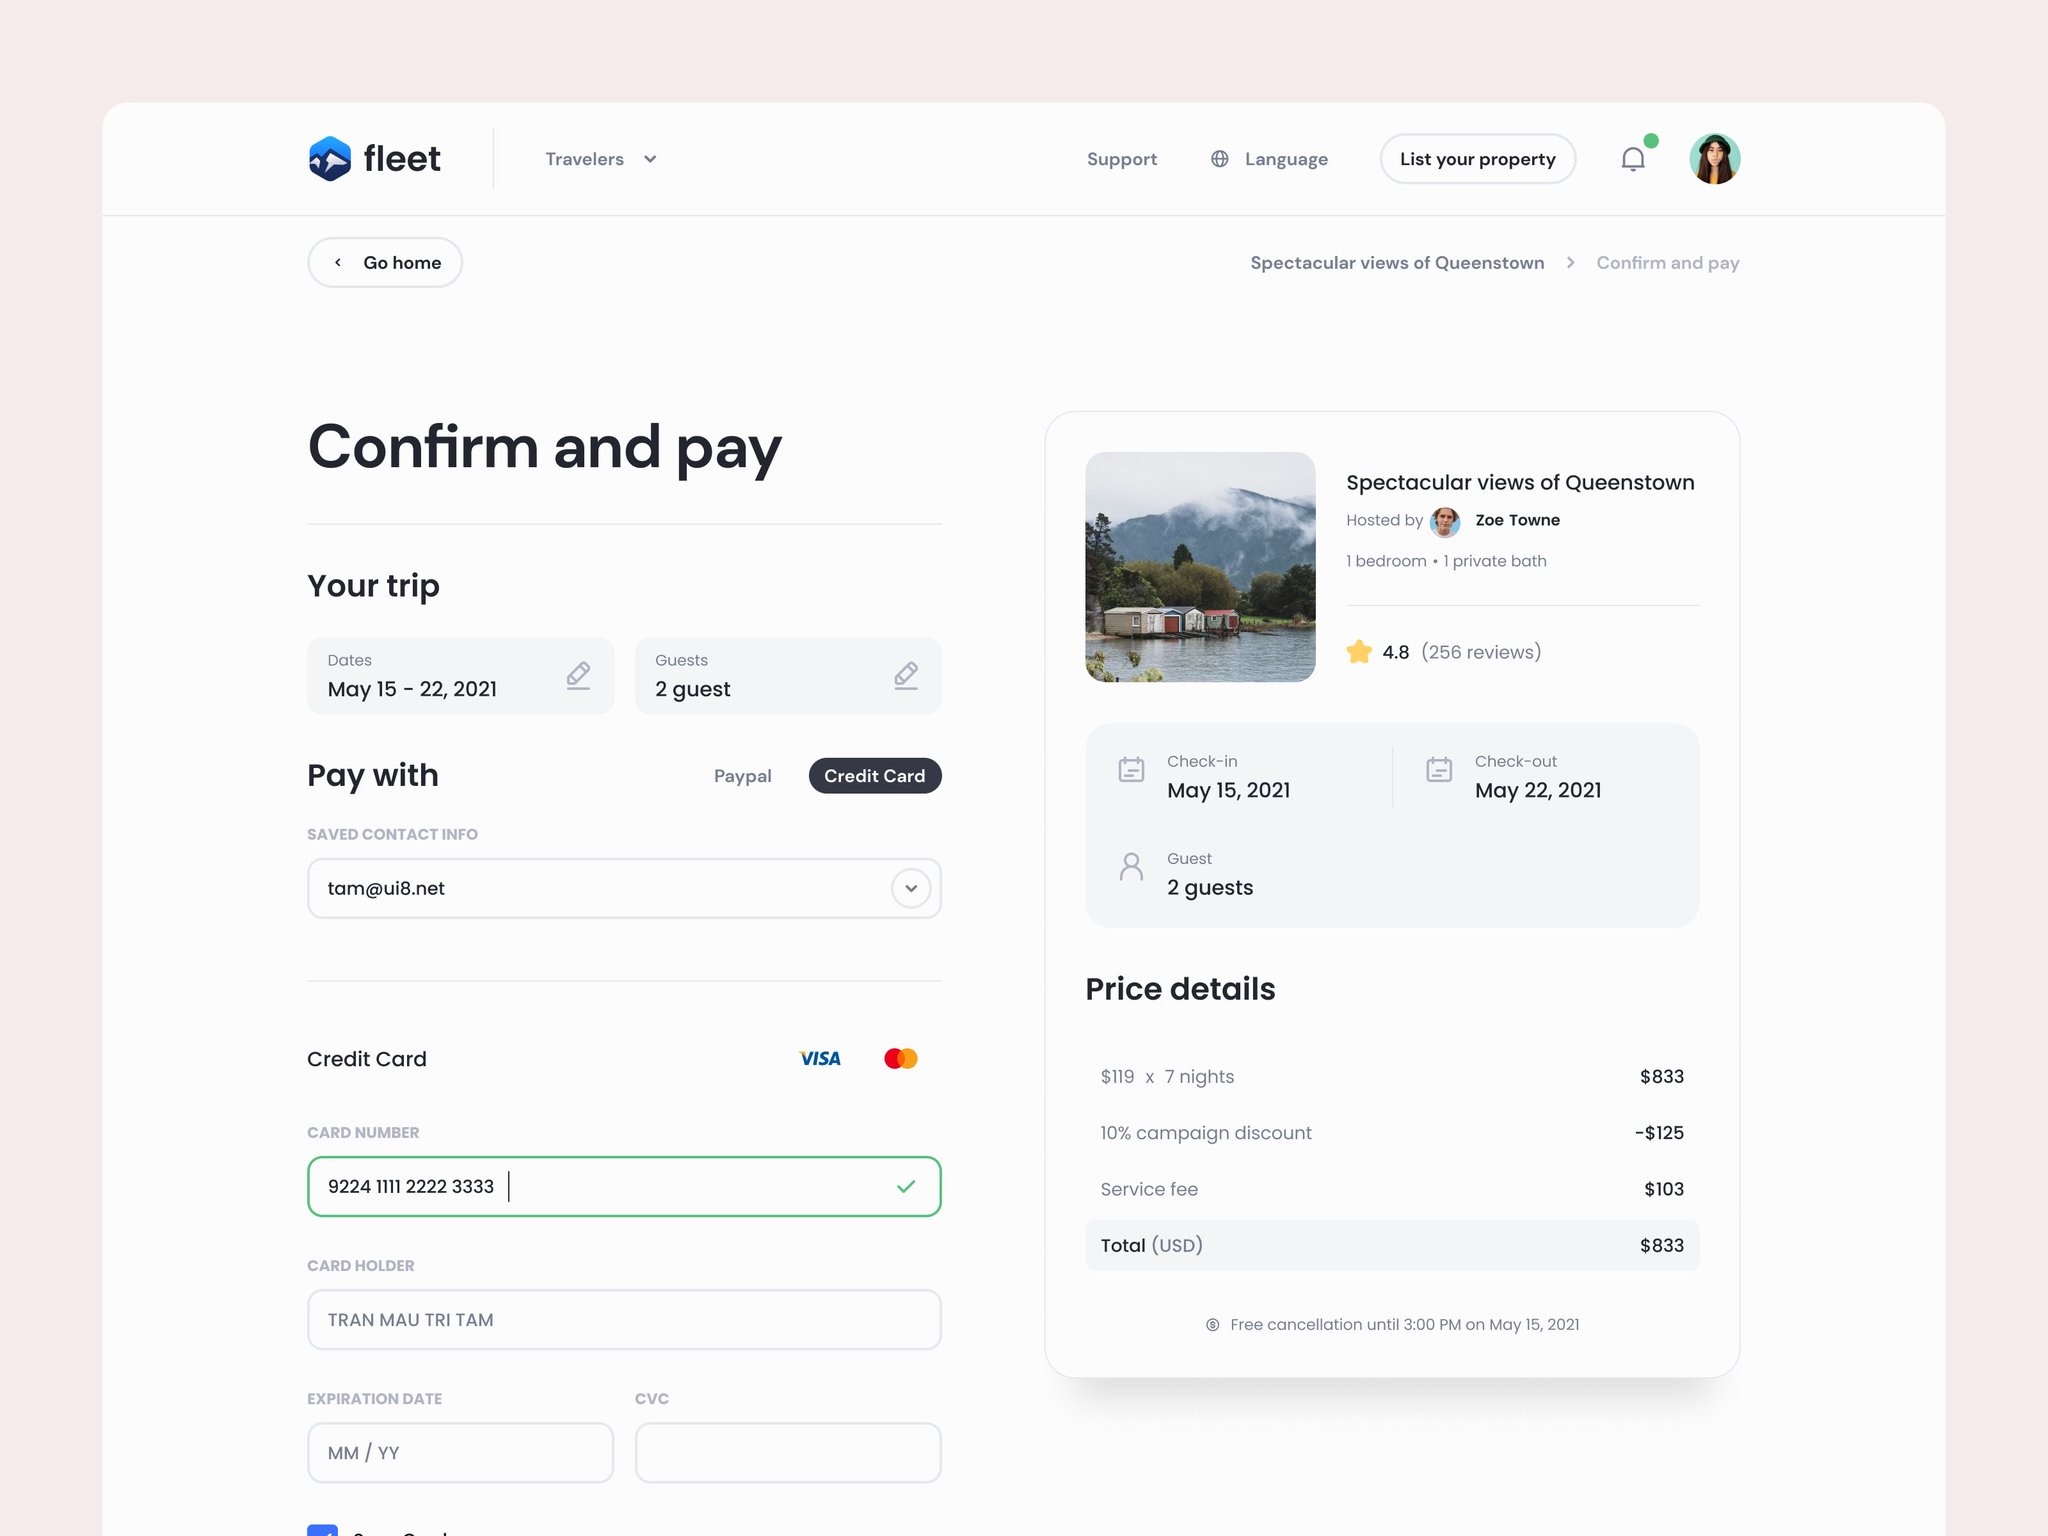 fleet
Travelers
Support
Language
List your property
Go home
Spectacular views of Queenstown
Confirm and pay
Confirm and pay
Your trip
Dates
May 15 - 22, 2021
Guests
2 guest
Pay with
Paypal
Credit Card
SAVED CONTACT INFO
tam@ui8.net
Credit Card
VISA
CARD NUMBER
9224 1111 2222 3333
CARD HOLDER
TRAN MAU TRI TAM
EXPIRATION DATE
CVC
MM / YY
Spectacular views of Queenstown
Hosted by Zoe Towne
1 bedroom • 1 private bath
4.8 (256 reviews)
Check-in
May 15, 2021
Check-out
May 22, 2021
Guest
2 guests
Price details
$119 x 7 nights $833
10% campaign discount -$125
Service fee $103
Total (USD) $833
Free cancellation until 3:00 PM on May 15, 2021